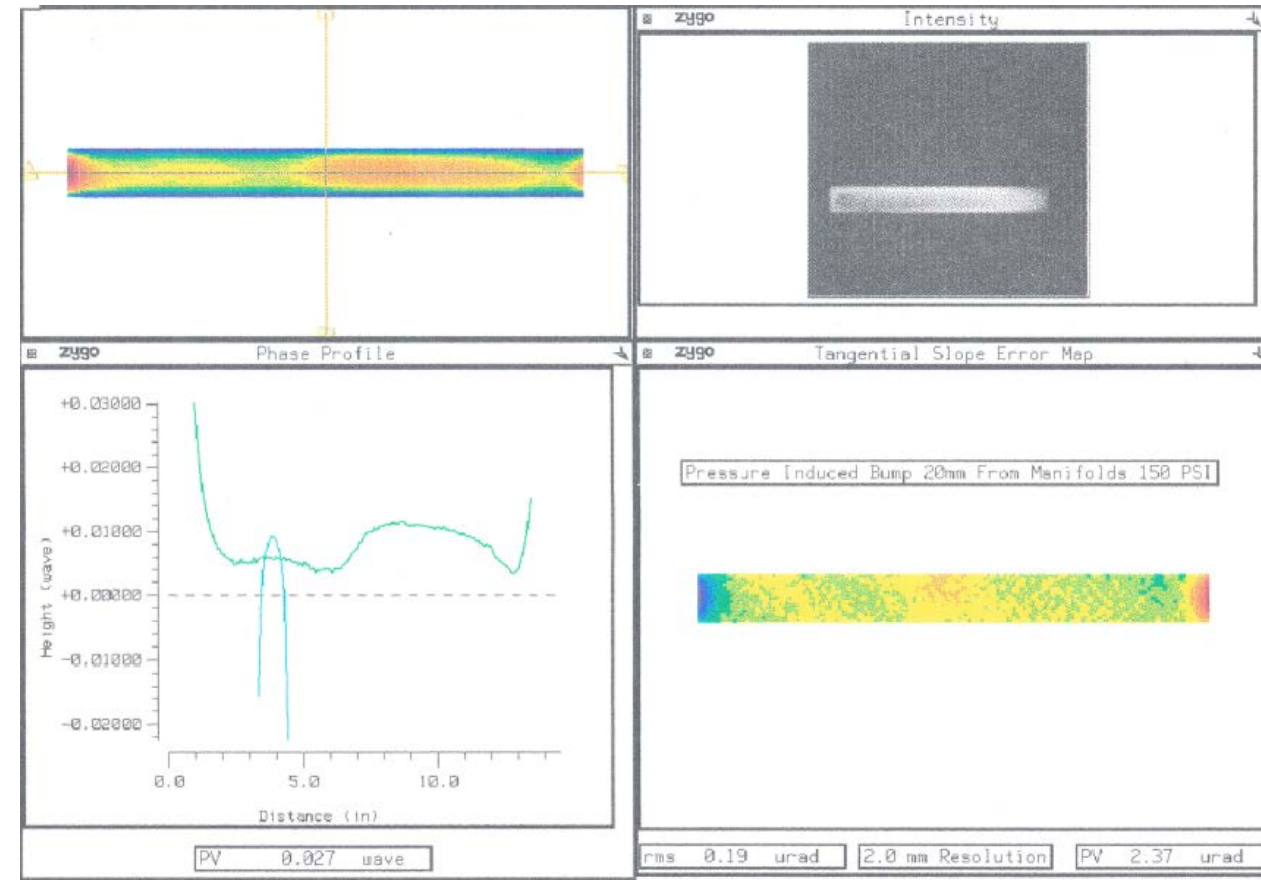 zygo Intensity
zygo Phase Profile
+0.03000
+0.02000
+0.01000
+0.00000
-0.01000
-0.02000
Height (wave)
0.0 5.0 10.0
Distance (in)
PV 0.027 wave
zygo Tangential Slope Error Map
Pressure Induced Bump 20mm From Manifolds 150 PSI
rms 0.19 urad 2.0 mm Resolution PV 2.37 urad